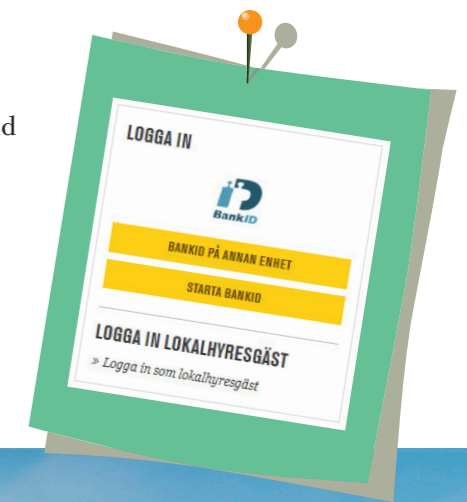 LOGGA IN
BankID
BANKID PÅ ANNAN ENHET
STARTA BANKID
LOGGA IN LOKALHYRESGÄST
» Logga in som lokalhyresgäst